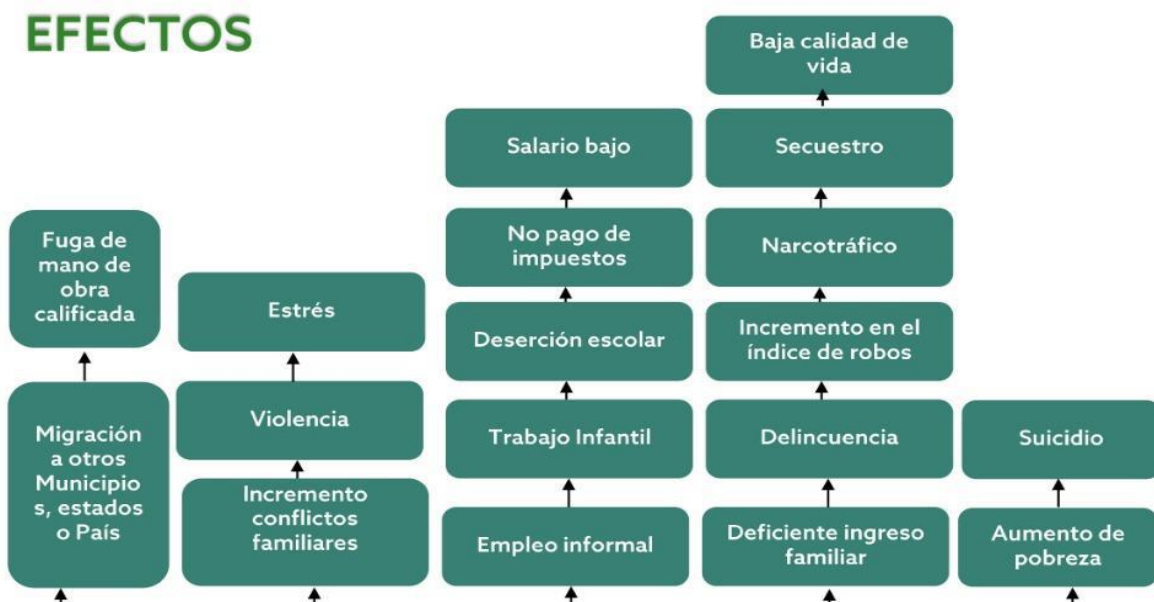 EFECTOS
Baja calidad de
vida
Salario bajo
Secuestro
Fuga de
mano de
obra
calificada
No pago de
impuestos
Narcotráfico
Estrés
Deserción escolar
Incremento en el
índice de robos
Migración
a otros
Municipio
s, estados
o País
Violencia
Trabajo Infantil
Delincuencia
Suicidio
Incremento
conflictos
familiares
Empleo informal
Deficiente ingreso
familiar
Aumento de
pobreza